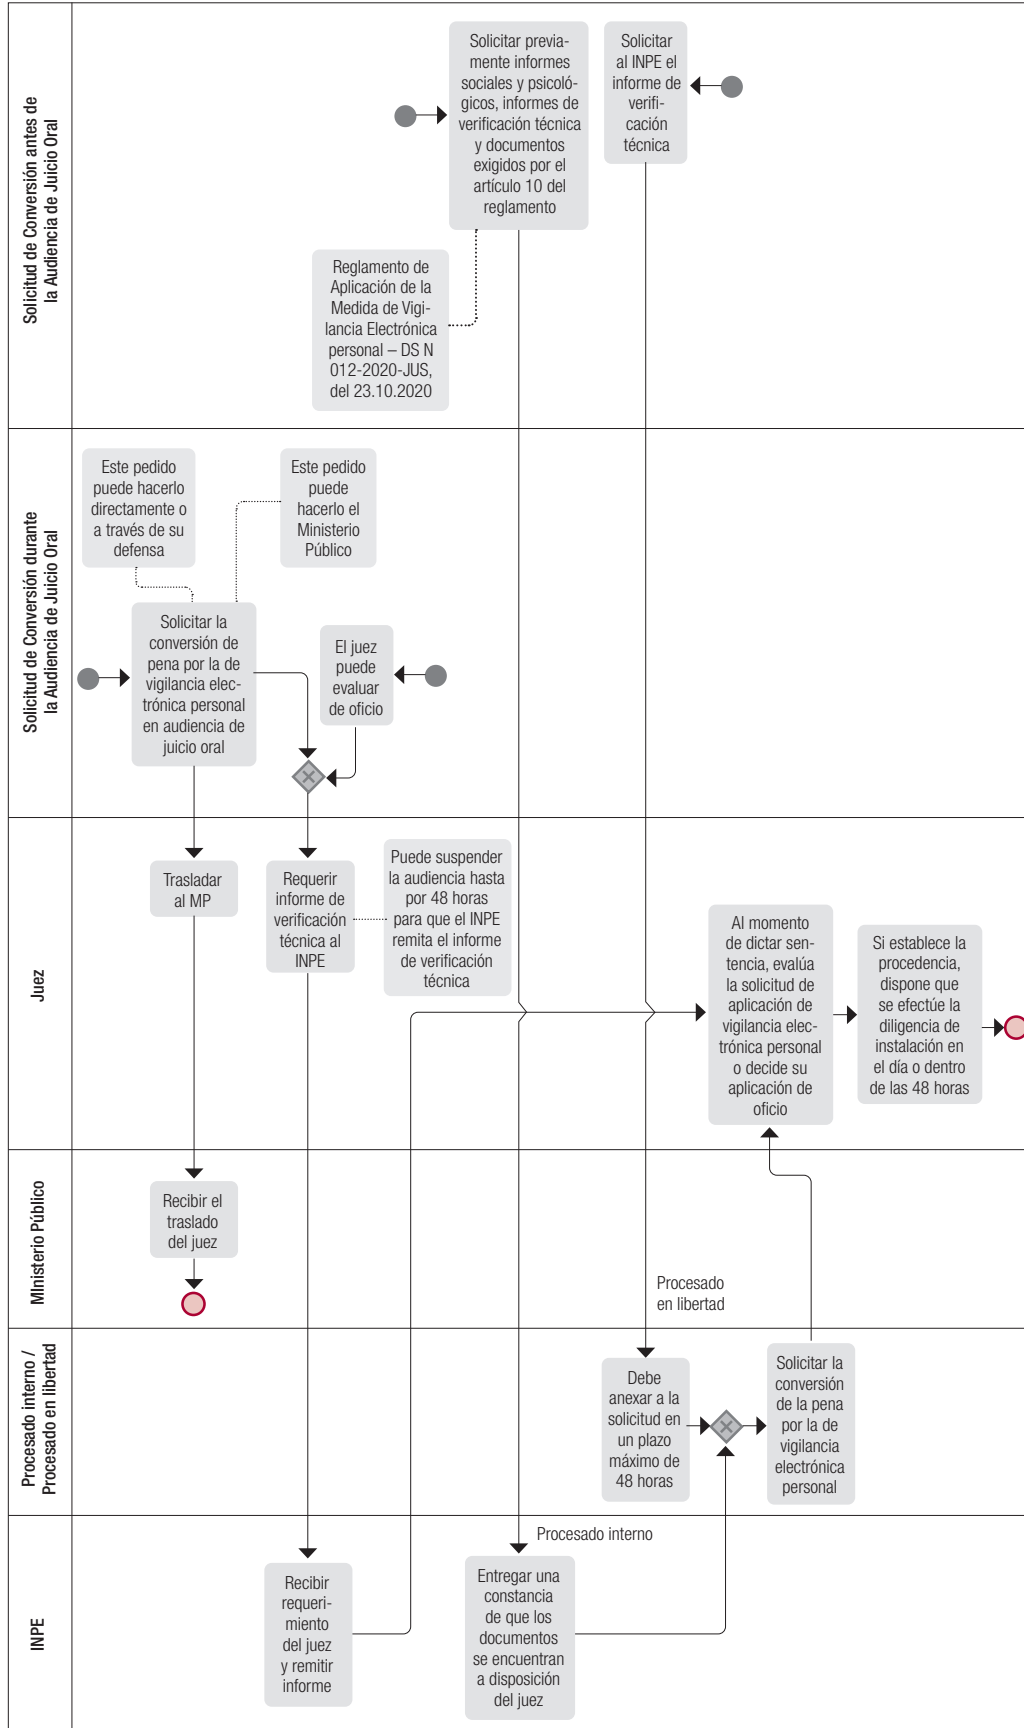 Solicitud de Conversión antes de
la Audiencia de Juicio Oral
Solicitar previa-
mente informes
sociales y psicoló-
gicos, informes de
verificación técnica
y documentos
exigidos por el
artículo 10 del
reglamento
Solicitar
al INPE el
informe de
verifi-
cación
técnica
Reglamento de
Aplicación de la
Medida de Vigi-
lancia Electrónica
personal – DS N
012-2020-JUS,
del 23.10.2020
Solicitud de Conversión durante
la Audiencia de Juicio Oral
Este pedido
puede hacerlo
directamente o
a través de su
defensa
Este pedido
puede
hacerlo el
Ministerio
Público
Solicitar la
conversión de
pena por la de
vigilancia elec-
trónica personal
en audiencia de
juicio oral
El juez
puede
evaluar
de oficio
Juez
Trasladar
al MP
Requerir
informe de
verificación
técnica al
INPE
Puede suspender
la audiencia hasta
por 48 horas
para que el INPE
remita el informe
de verificación
técnica
Al momento
de dictar sen-
tencia, evalúa
la solicitud de
aplicación de
vigilancia elec-
trónica personal
o decide su
aplicación de
oficio
Si establece la
procedencia,
dispone que
se efectúe la
diligencia de
instalación en
el día o dentro
de las 48 horas
MInisterio Público
Recibir el
traslado
del juez
Procesado
en libertad
Procesado interno /
Procesado en libertad
Debe
anexar a la
solicitud en
un plazo
máximo de
48 horas
Solicitar la
conversión
de la pena
por la de
vigilancia
electrónica
personal
INPE
Procesado interno
Recibir
requeri-
miento
del juez
y remitir
informe
Entregar una
constancia
de que los
documentos
se encuentran
a disposición
del juez